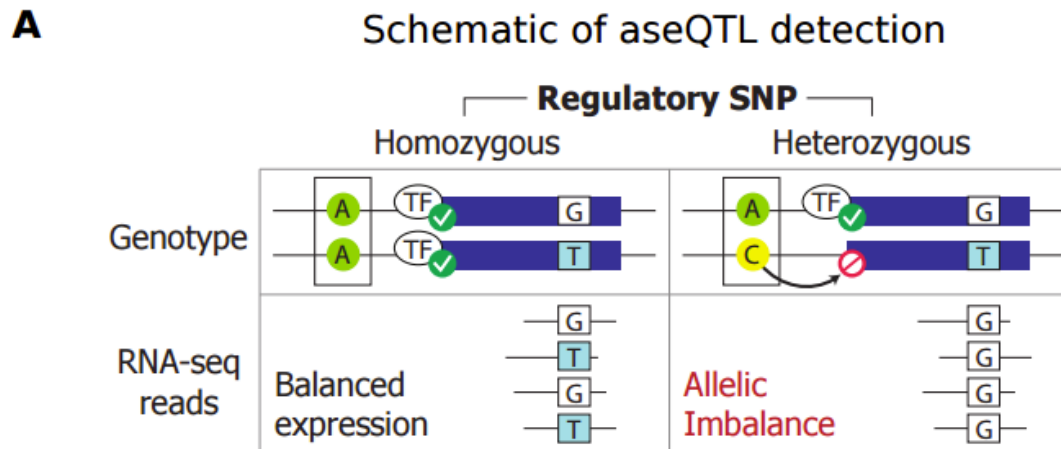 A
Schematic of aseQTL detection
Regulatory SNP
Homozygous Heterozygous
Genotype
A TF G A TF G
A TF T C T
RNA-seq
reads
Balanced
expression
G
T
G
T
Allelic
Imbalance
G
G
G
G